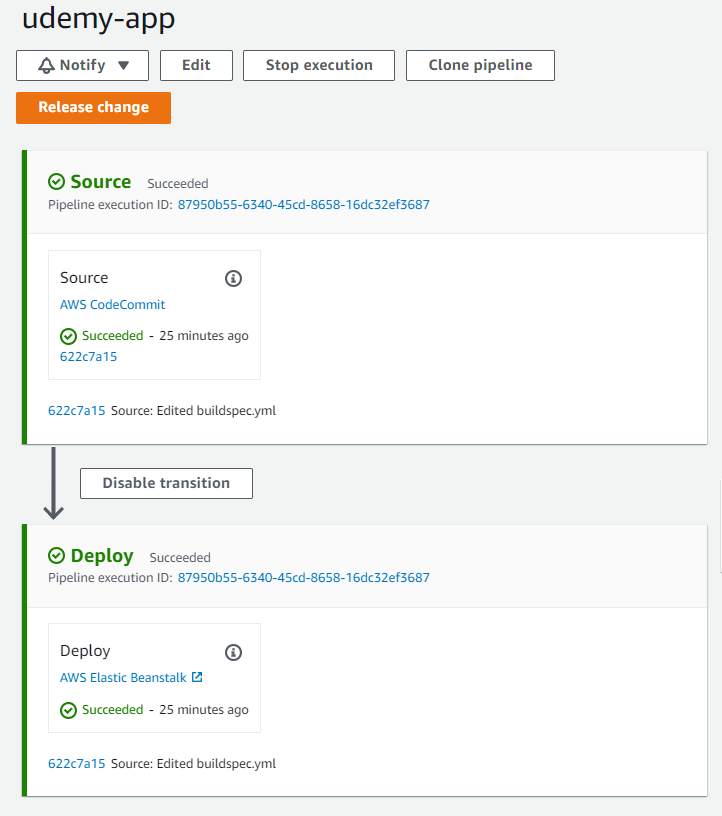 udemy-app
Notify Edit Stop execution Clone pipeline
Release change
Source Succeeded
Pipeline execution ID: 87950b55-6340-45cd-8658-16dc32ef3687
Source
AWS CodeCommit
Succeeded - 25 minutes ago
622c7a15
622c7a15 Source: Edited buildspec.yml
Disable transition
Deploy Succeeded
Pipeline execution ID: 87950b55-6340-45cd-8658-16dc32ef3687
Deploy
AWS Elastic Beanstalk
Succeeded - 25 minutes ago
622c7a15 Source: Edited buildspec.yml